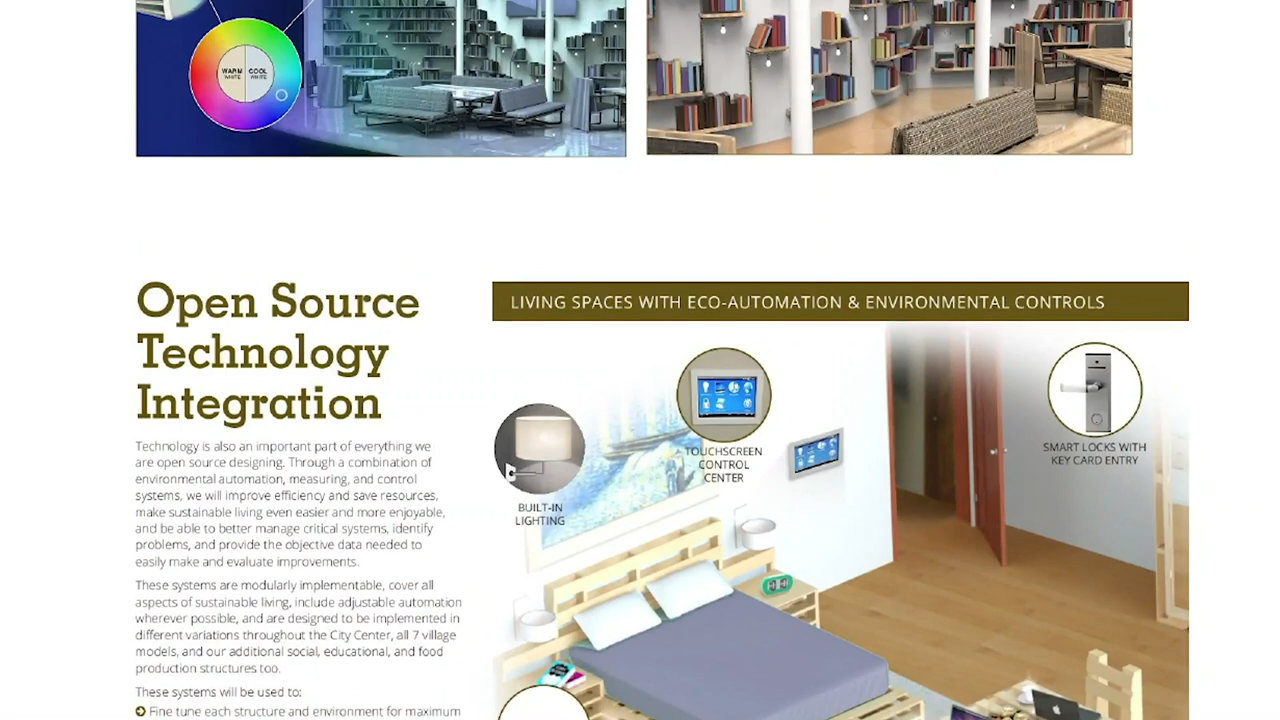 WARM COOL
WHITE WHITE
Open Source
Technology
Integration
Technology is also an important part of everything we
are open source designing. Through a combination of
environmental automation, measuring, and control
systems, we will improve efficiency and save resources,
make sustainable living even easier and more enjoyable,
and be able to better manage critical systems, identify
problems, and provide the objective data needed to
easily make and evaluate improvements.
These systems are modularly implementable, cover all
aspects of sustainable living, include adjustable automation
wherever possible, and are designed to be implemented in
different variations throughout the City Center, all 7 village
models, and our additional social, educational, and food
production structures too.
These systems will be used to:
Fine tune each structure and environment for maximum
LIVING SPACES WITH ECO-AUTOMATION & ENVIRONMENTAL CONTROLS
BUILT-IN
LIGHTING
TOUCHSCREEN
CONTROL
CENTER
SMART LOCKS WITH
KEY CARD ENTRY